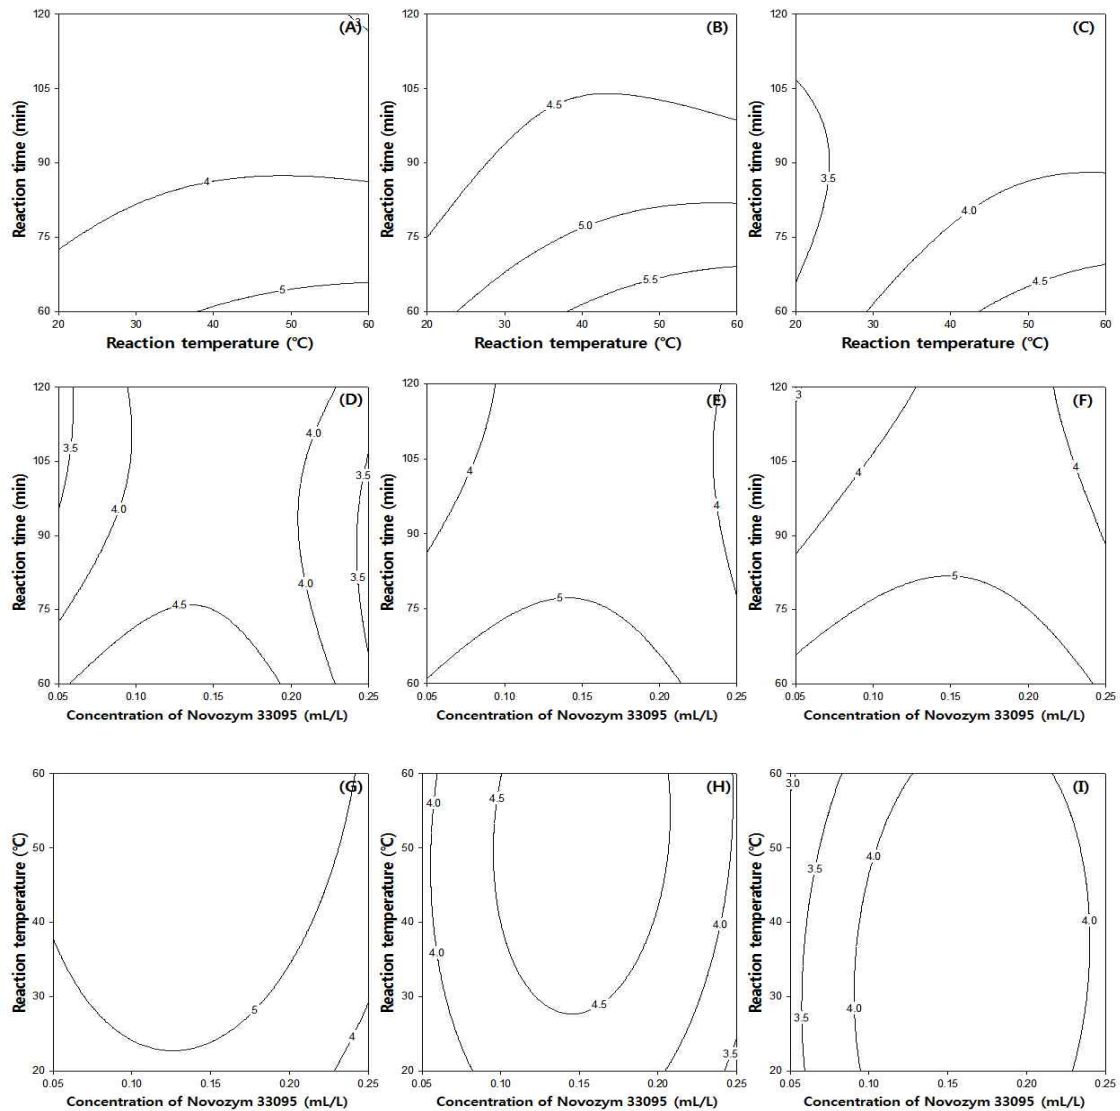 (A)
3
120
105
90
75
60
4
5
20 30 40 50 60
Reaction time (min)
Reaction temperature (℃)
(B)
120
105
90
75
60
4.5
5.0
5.5
20 30 40 50 60
Reaction time (min)
Reaction temperature (℃)
(C)
120
105
90
75
60
3.5
4.0
4.5
20 30 40 50 60
Reaction time (min)
Reaction temperature (℃)
(D)
120
105
90
75
60
3.5
4.0
4.0
3.5
4.0
3.5
4.5
0.05 0.10 0.15 0.20 0.25
Reaction time (min)
Concentration of Novozym 33095 (mL/L)
(E)
120
105
90
75
60
4
4
4
5
0.05 0.10 0.15 0.20 0.25
Reaction time (min)
Concentration of Novozym 33095 (mL/L)
(F)
120
105
90
75
60
3
4
4
5
0.05 0.10 0.15 0.20 0.25
Reaction time (min)
Concentration of Novozym 33095 (mL/L)
(G)
60
50
40
30
20
5
4
0.05 0.10 0.15 0.20 0.25
Reaction temperature (℃)
Concentration of Novozym 33095 (mL/L)
(H)
60
50
40
30
20
4.0
4.5
4.0
4.0
4.5
3.5
0.05 0.10 0.15 0.20 0.25
Reaction temperature (℃)
Concentration of Novozym 33095 (mL/L)
(I)
60
50
40
30
20
3.0
3.5
4.0
4.0
3.5
4.0
0.05 0.10 0.15 0.20 0.25
Reaction temperature (℃)
Concentration of Novozym 33095 (mL/L)